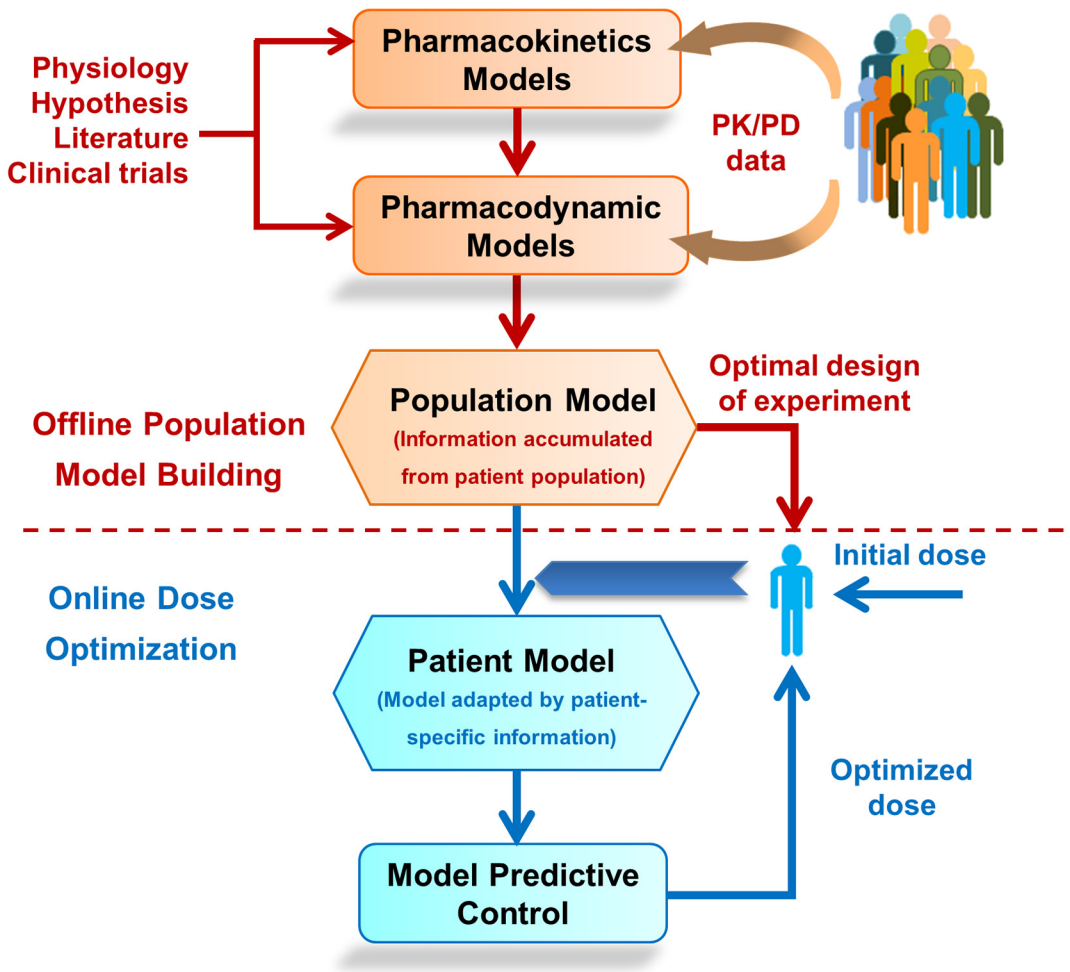 Pharmacokinetics
Models
Physiology
Hypothesis
Literature
Clinical trials
PK/PD
data
Pharmacodynamic
Models
Population Model
(Information accumulated
from patient population)
Optimal design
of experiment
Offline Population
Model Building
Online Dose
Optimization
Initial dose
Patient Model
(Model adapted by patient-
specific information)
Optimized
dose
Model Predictive
Control